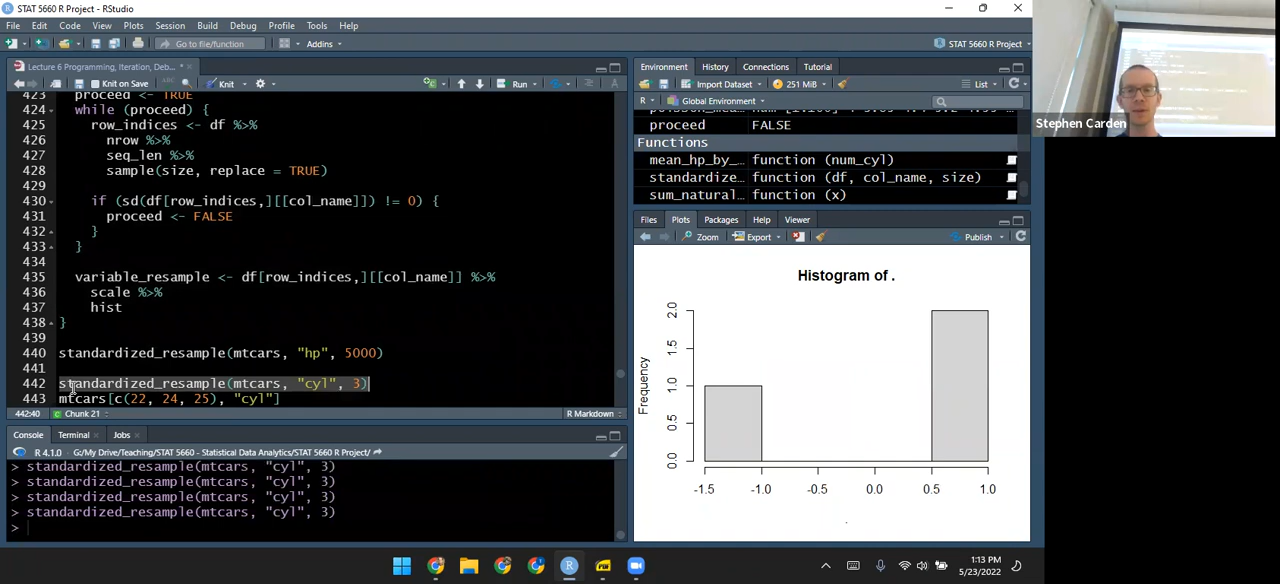 STAT 5660 R Project - RStudio
File Edit Code View Plots Session Build Debug Profile Tools Help
Go to file/function
Addins
STAT 5660 R Project
Lecture 6 Programming, Iteration, Deb...
Knit on Save
Knit
Run
423 proceed <- TRUE
424 while (proceed) {
425 row_indices <- df %>%
426 nrow %>%
427 seq_len %>%
428 sample(size, replace = TRUE)
429
430 if (sd(df[row_indices,][[col_name]]) != 0) {
431 proceed <- FALSE
432 }
433 }
434
435 variable_resample <- df[row_indices,][[col_name]] %>%
436 scale %>%
437 hist
438 }
439
440 standardized_resample(mtcars, "hp", 5000)
441
442 standardized_resample(mtcars, "cyl", 3)
443 mtcars[c(22, 24, 25), "cyl"]
442:40 Chunk 21 R Markdown
Console Terminal Jobs
R 4.1.0 · G:/My Drive/Teaching/STAT 5660 - Statistical Data Analytics/STAT 5660 R Project/
> standardized_resample(mtcars, "cyl", 3)
> standardized_resample(mtcars, "cyl", 3)
> standardized_resample(mtcars, "cyl", 3)
> standardized_resample(mtcars, "cyl", 3)
>
Environment History Connections Tutorial
Import Dataset 251 MiB List
R Global Environment
proceed FALSE
Functions
mean_hp_by_... function (num_cyl)
standardize... function (df, col_name, size)
sum_natural... function (x)
Files Plots Packages Help Viewer
Zoom Export Publish
Histogram of .
Frequency
2.0
1.5
1.0
0.5
0.0
-1.5 -1.0 -0.5 0.0 0.5 1.0
Stephen Carden
1:13 PM
5/23/2022